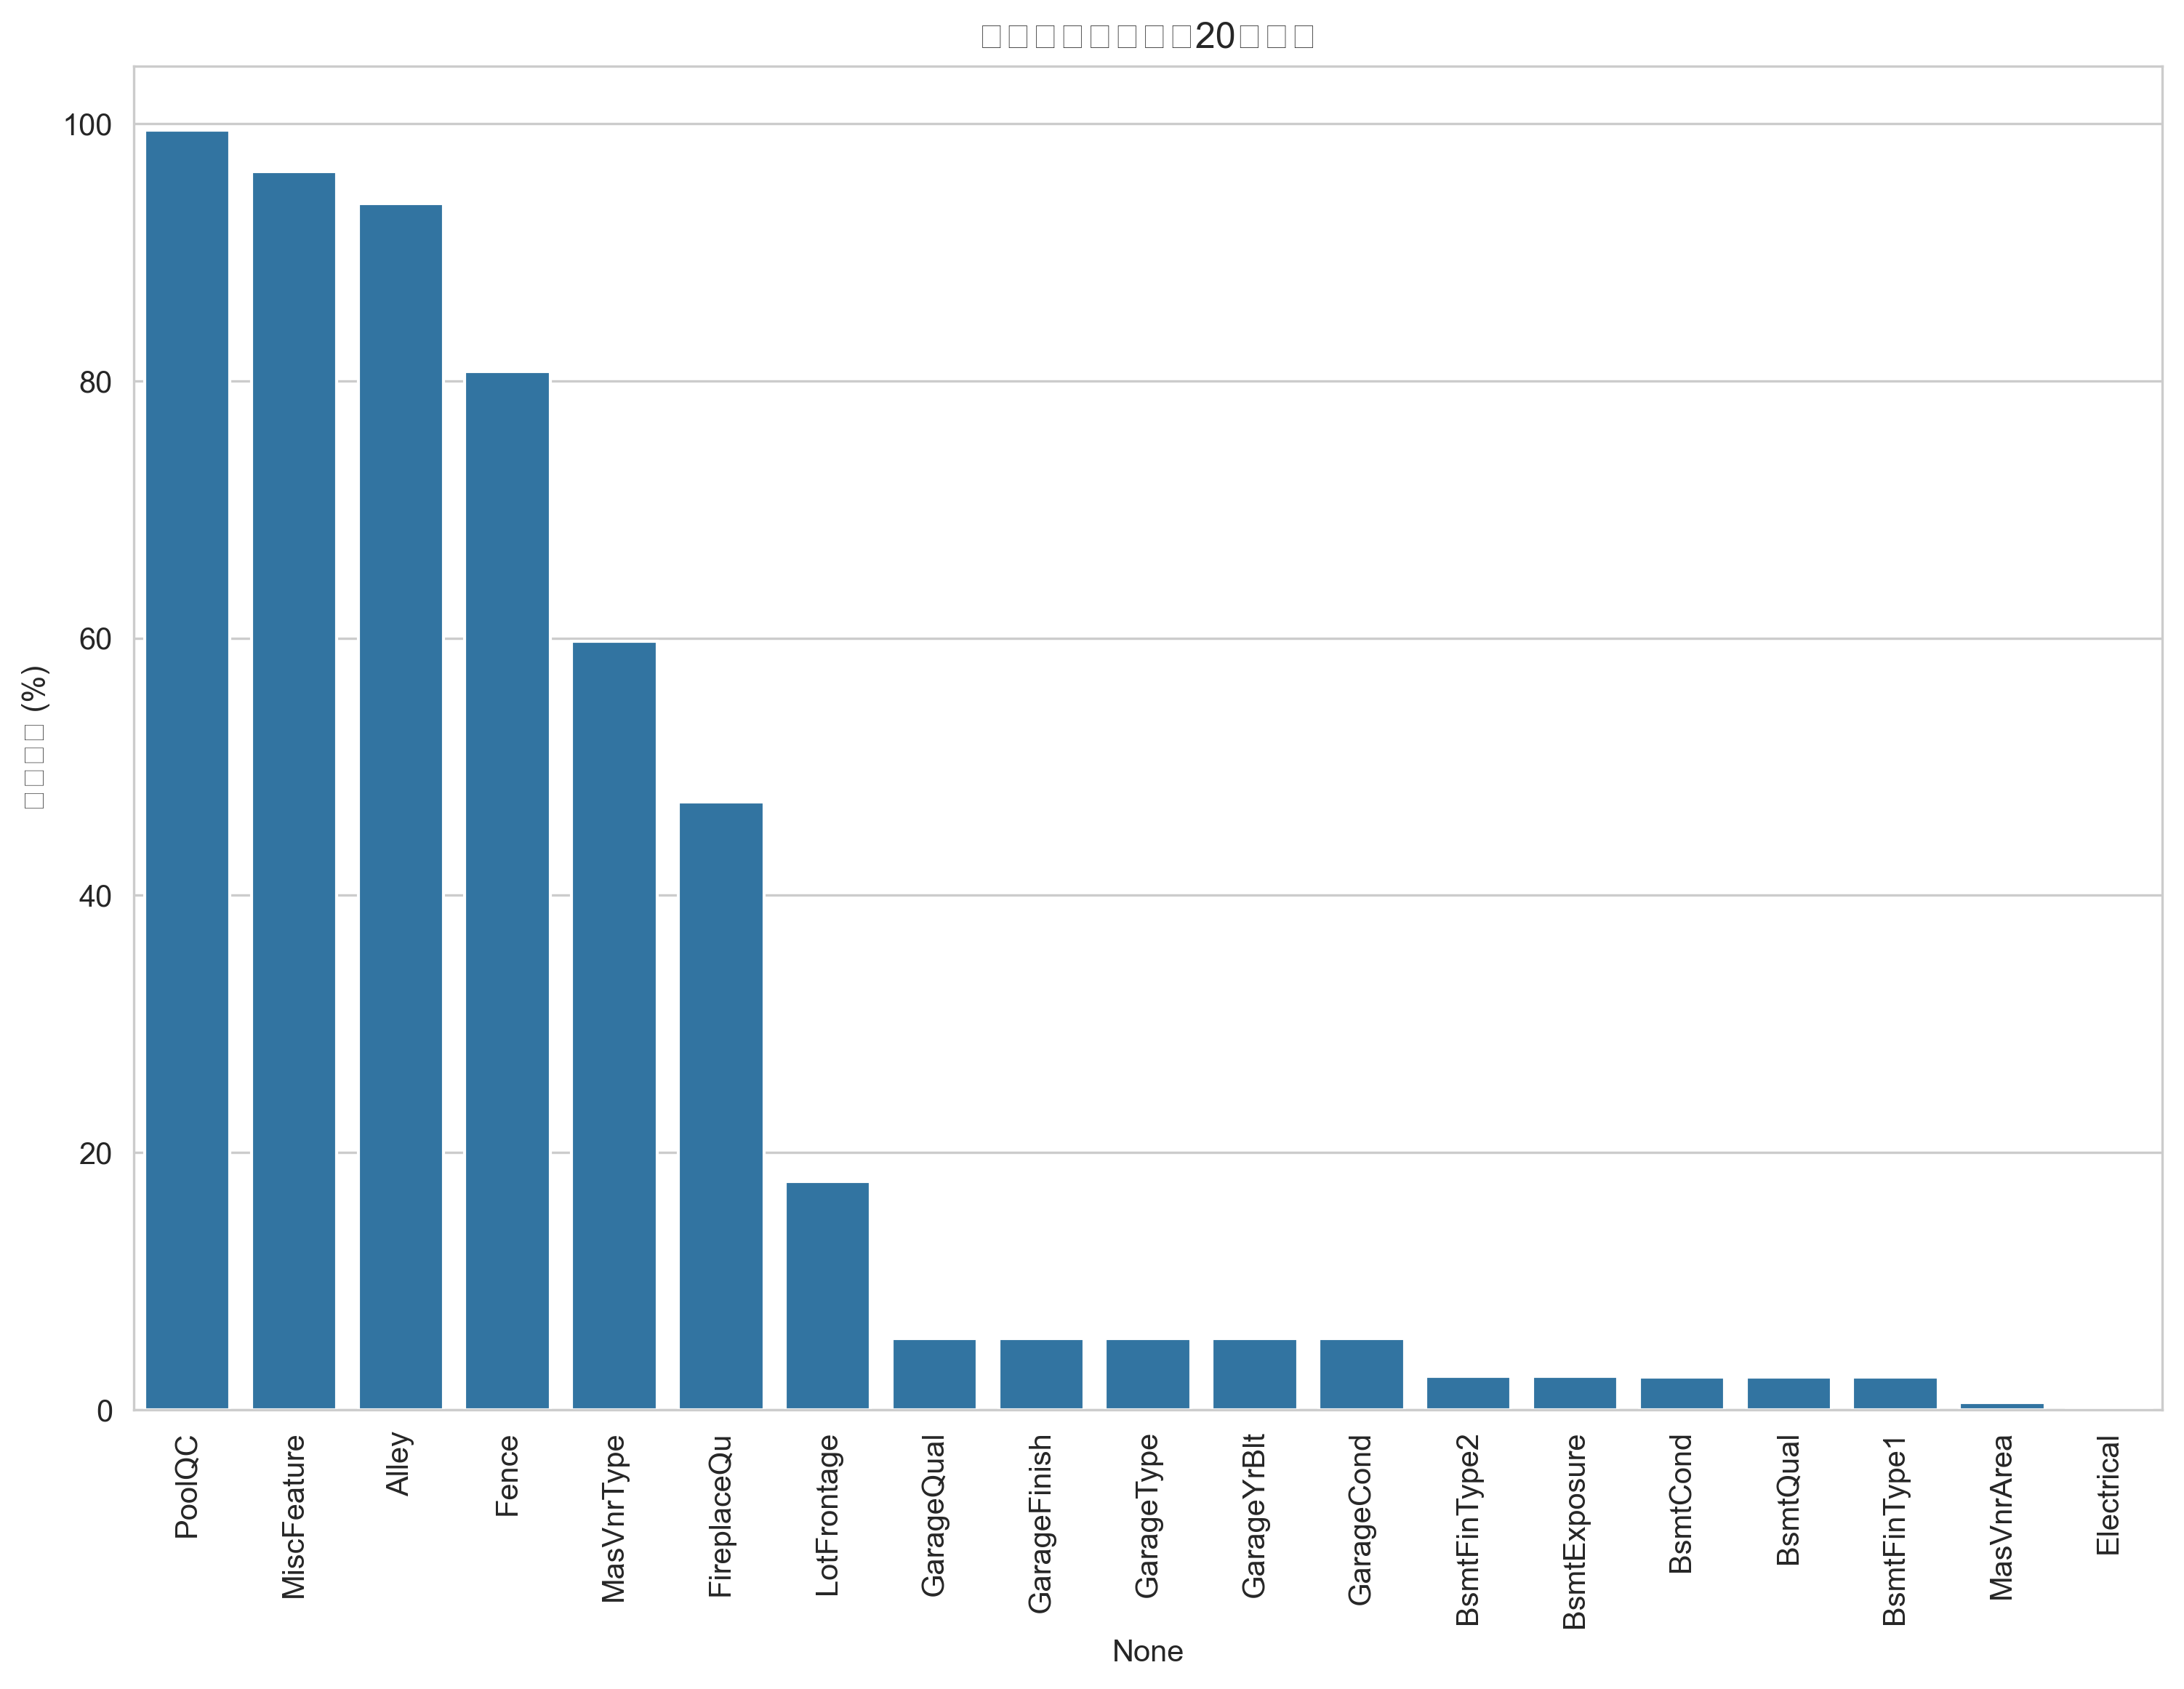 20
100
80
60
40
20
0
(%)
PoolQC
MiscFeature
Alley
Fence
MasVnrType
FireplaceQu
LotFrontage
GarageQual
GarageFinish
GarageType
GarageYrBlt
GarageCond
BsmtFinType2
BsmtExposure
BsmtCond
BsmtQual
BsmtFinType1
MasVnrArea
Electrical
None